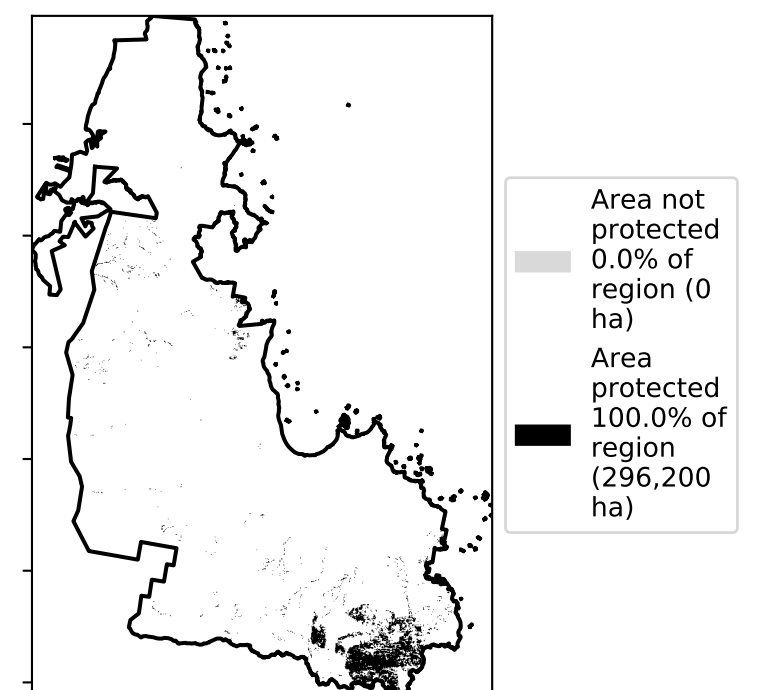 Area not
protected
0.0% of
region (0
ha)
Area
protected
100.0% of
region
(296,200
ha)